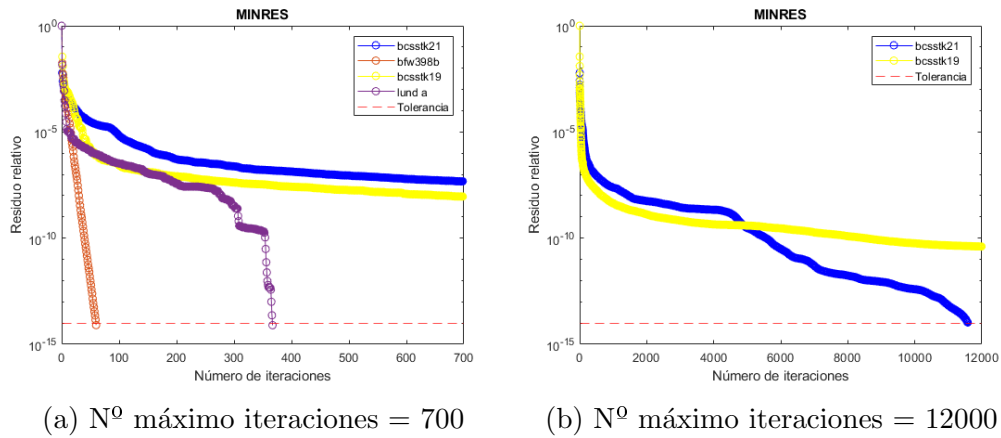 MINRES
10^0
10^-5
10^-10
10^-15
Residuo relativo
0 100 200 300 400 500 600 700
Número de iteraciones
bcsstk21
bfw398b
bcsstk19
lund a
Tolerancia
(a) Nº máximo iteraciones = 700
MINRES
10^0
10^-5
10^-10
10^-15
Residuo relativo
0 2000 4000 6000 8000 10000 12000
Número de iteraciones
bcsstk21
bcsstk19
Tolerancia
(b) Nº máximo iteraciones = 12000